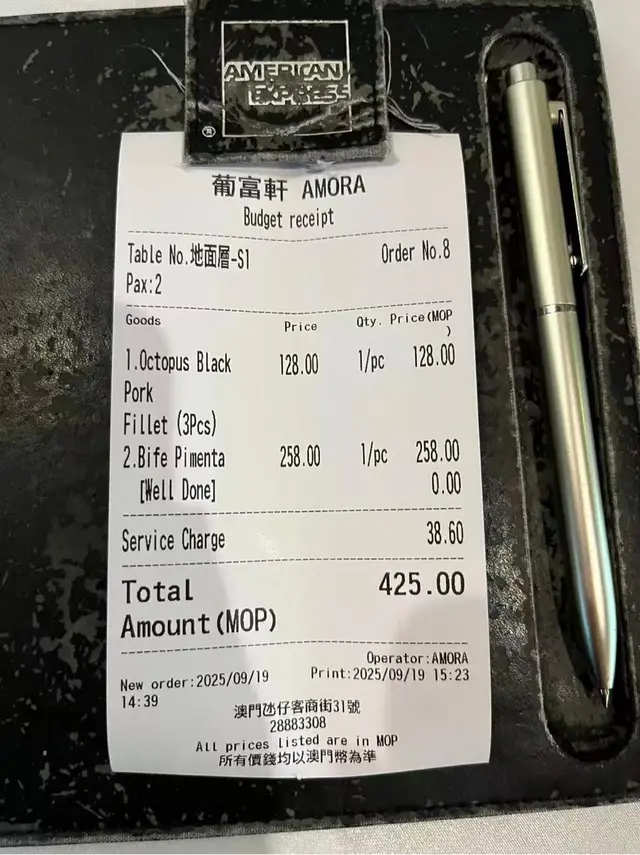 AMERICAN
EXPRESS
®
葡富軒 AMORA
Budget receipt
Table No.地面層-S1 Order No.8
Pax:2
Goods Price Qty. Price(MOP
)
1.Octopus Black 128.00 1/pc 128.00
Pork
Fillet (3Pcs)
2.Bife Pimenta 258.00 1/pc 258.00
[Well Done] 0.00
Service Charge 38.60
Total 425.00
Amount(MOP)
Operator:AMORA
New order:2025/09/19 Print:2025/09/19 15:23
14:39
澳門氹仔客商街31號
28883308
All prices listed are in MOP
所有價錢均以澳門幣為準